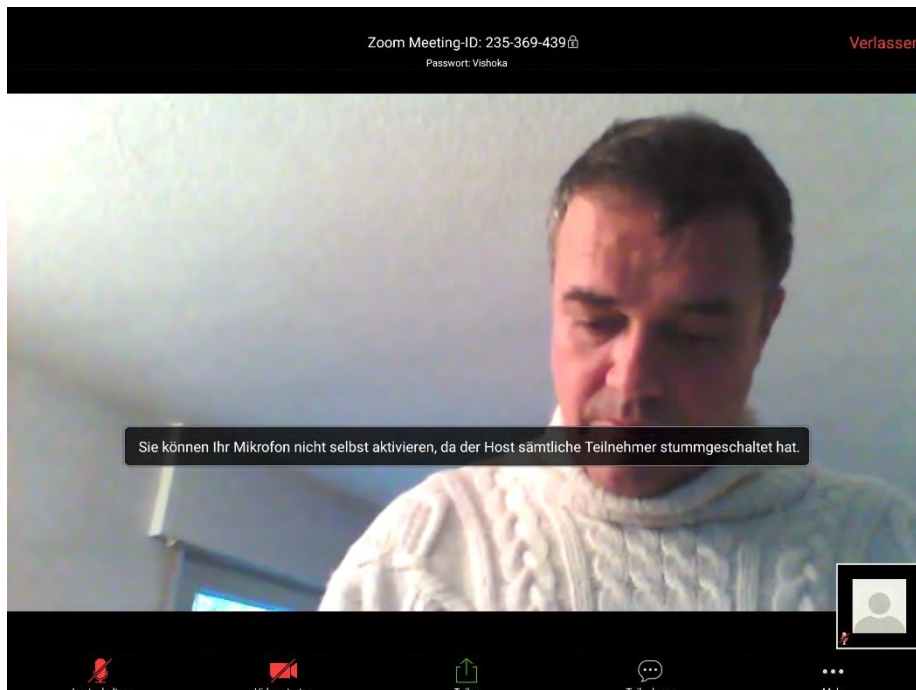 Zoom Meeting-ID: 235-369-439
Verlassen
Passwort: Vishoka
Sie können Ihr Mikrofon nicht selbst aktivieren, da der Host sämtliche Teilnehmer stummgeschaltet hat.